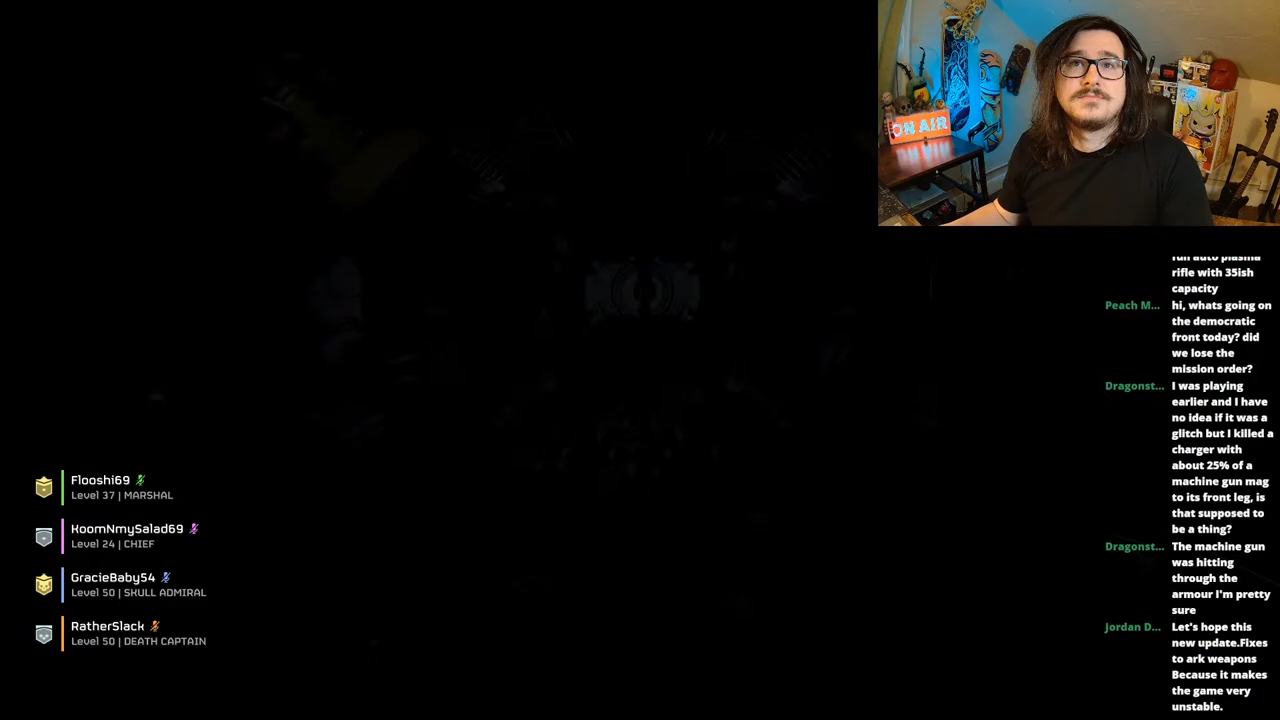 ON AIR
full auto plasma
rifle with 35ish
capacity
Peach M... hi, whats going on
the democratic
front today? did
we lose the
mission order?
Dragonst... I was playing
earlier and I have
no idea if it was a
glitch but I killed a
charger with
about 25% of a
machine gun mag
to its front leg, is
that supposed to
be a thing?
Dragonst... The machine gun
was hitting
through the
armour I'm pretty
sure
Jordan D... Let's hope this
new update.Fixes
to ark weapons
Because it makes
the game very
unstable.
Flooshi69
Level 37 | MARSHAL
KoomNmySalad69
Level 24 | CHIEF
GracieBaby54
Level 50 | SKULL ADMIRAL
RatherSlack
Level 50 | DEATH CAPTAIN